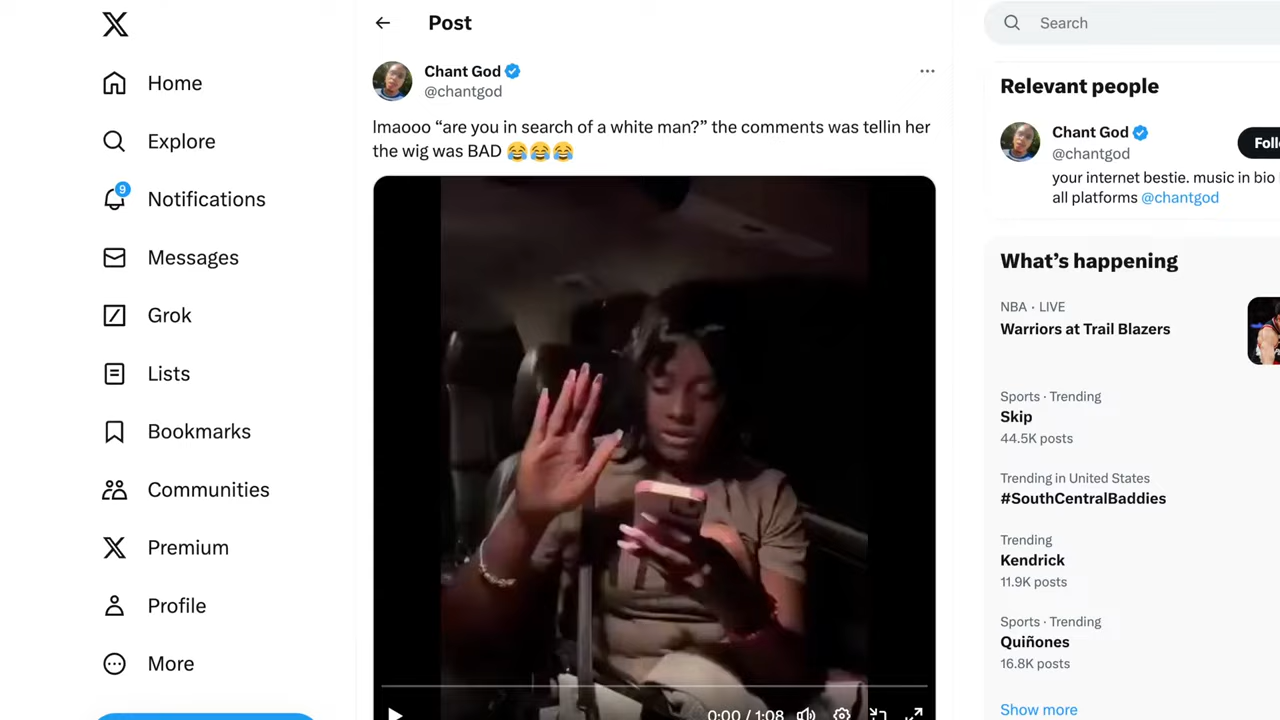 Post
Search
Home
Explore
9
Notifications
Messages
Grok
Lists
Bookmarks
Communities
Premium
Profile
More
Chant God
@chantgod
lmaooo “are you in search of a white man?” the comments was tellin her
the wig was BAD 😂😂😂
0:00 / 1:08
Relevant people
Chant God
@chantgod
your internet bestie. music in bio
all platforms @chantgod
What’s happening
NBA · LIVE
Warriors at Trail Blazers
Sports · Trending
Skip
44.5K posts
Trending in United States
#SouthCentralBaddies
Trending
Kendrick
11.9K posts
Sports · Trending
Quiñones
16.8K posts
Show more